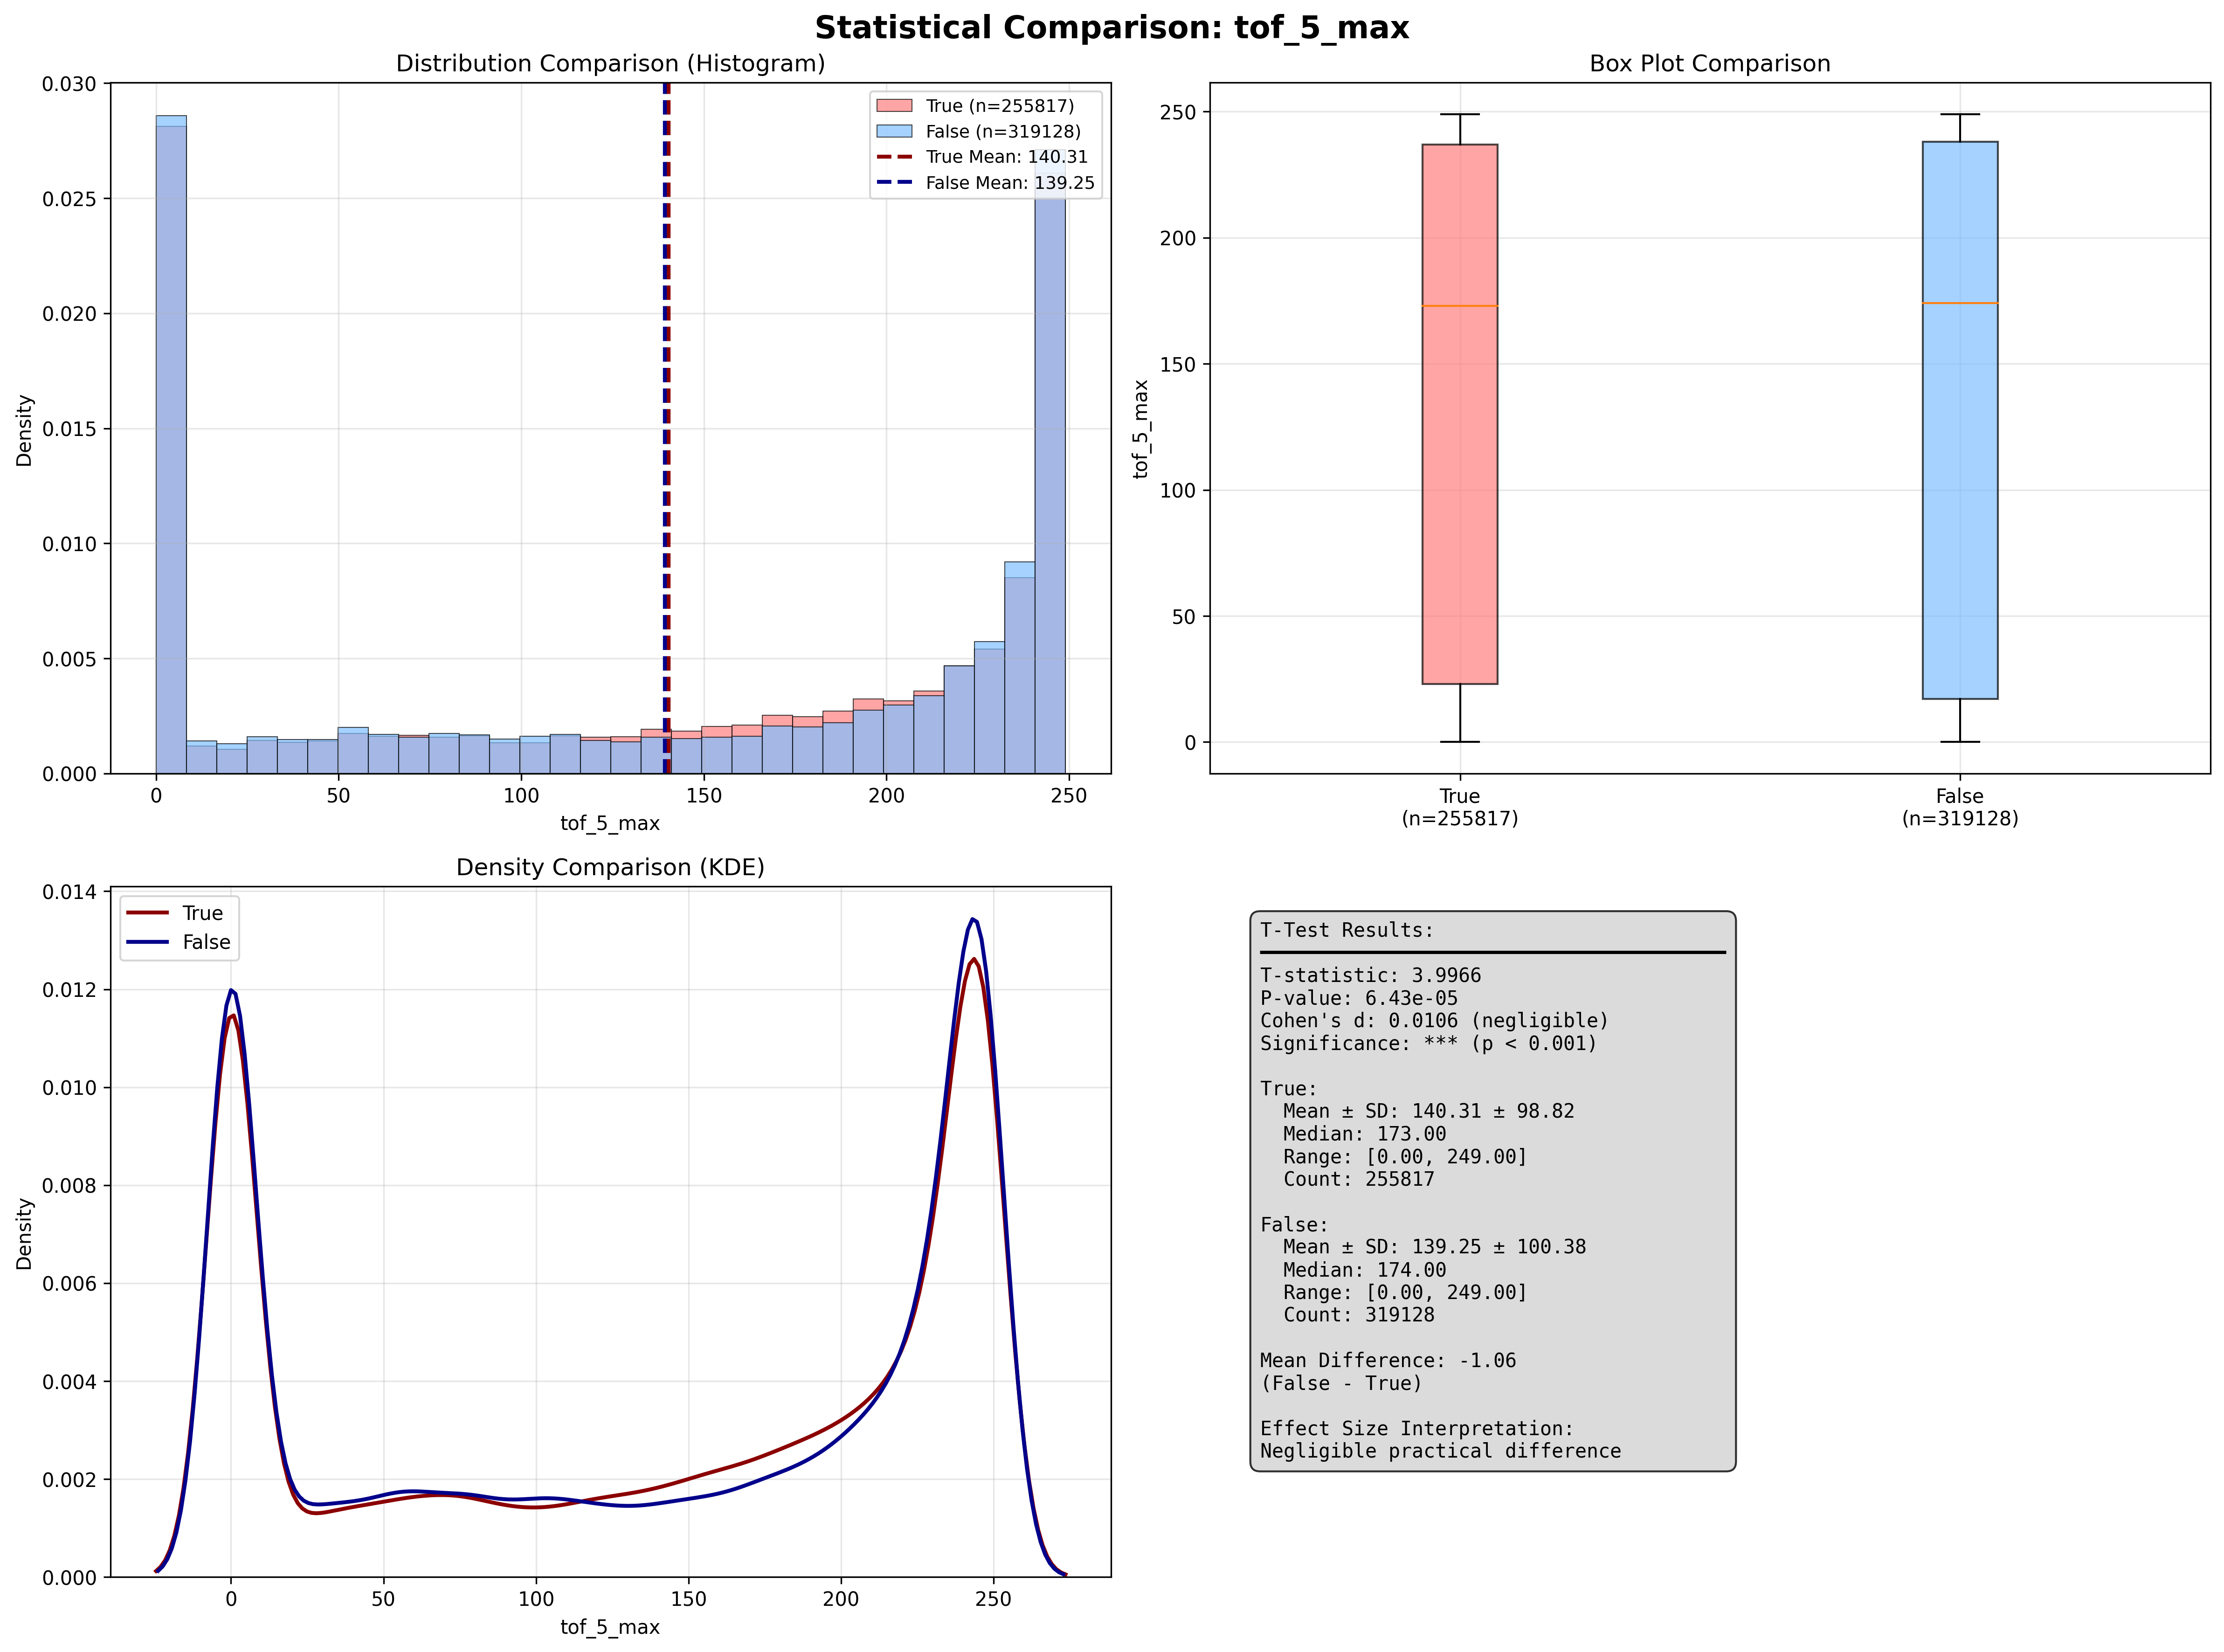 Statistical Comparison: tof_5_max
Distribution Comparison (Histogram)
0.030
0.025
0.020
0.015
0.010
0.005
0.000
Density
0
50
100
150
200
250
tof_5_max
True (n=255817)
False (n=319128)
True Mean: 140.31
False Mean: 139.25
Box Plot Comparison
250
200
150
100
50
0
tof_5_max
True
(n=255817)
False
(n=319128)
Density Comparison (KDE)
0.014
0.012
0.010
0.008
0.006
0.004
0.002
0.000
Density
0
50
100
150
200
250
tof_5_max
True
False
T-Test Results:
T-statistic: 3.9966
P-value: 6.43e-05
Cohen's d: 0.0106 (negligible)
Significance: *** (p < 0.001)
True:
Mean ± SD: 140.31 ± 98.82
Median: 173.00
Range: [0.00, 249.00]
Count: 255817
False:
Mean ± SD: 139.25 ± 100.38
Median: 174.00
Range: [0.00, 249.00]
Count: 319128
Mean Difference: -1.06
(False - True)
Effect Size Interpretation:
Negligible practical difference